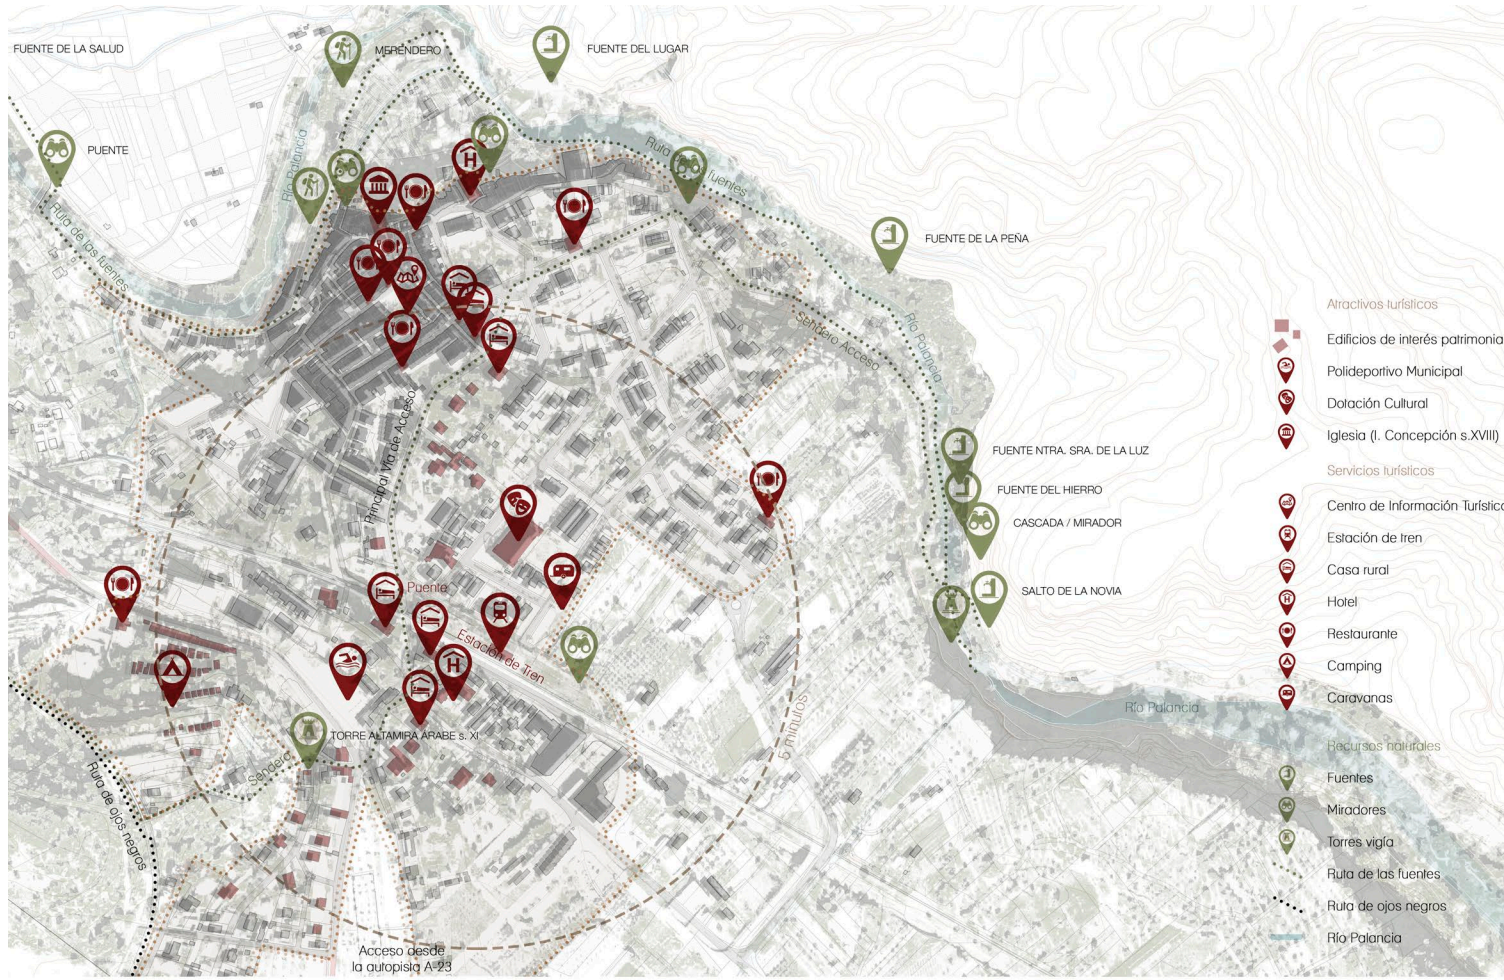 FUENTE DE LA SALUD
MERENDERO
FUENTE DEL LUGAR
PUENTE
Río Palancia
Ruta de las fuentes
Ruta de las fuentes
FUENTE DE LA PEÑA
Sendero Acceso
Río Palancia
Principal Vía de Acceso
FUENTE NTRA. SRA. DE LA LUZ
FUENTE DEL HIERRO
CASCADA / MIRADOR
SALTO DE LA NOVIA
Puente
Estación de Tren
TORRE ALTAMIRA ARABE s. XI
Sendero
5 minutos
Río Palancia
Ruta de ojos negros
Acceso desde
la autopista A-23
Atractivos turísticos
Edificios de interés patrimonia
Polideportivo Municipal
Dotación Cultural
Iglesia (I. Concepción s.XVIII)
Servicios turísticos
Centro de Información Turístico
Estación de tren
Casa rural
Hotel
Restaurante
Camping
Caravanas
Recursos naturales
Fuentes
Miradores
Torres vigía
Ruta de las fuentes
Ruta de ojos negros
Río Palancia